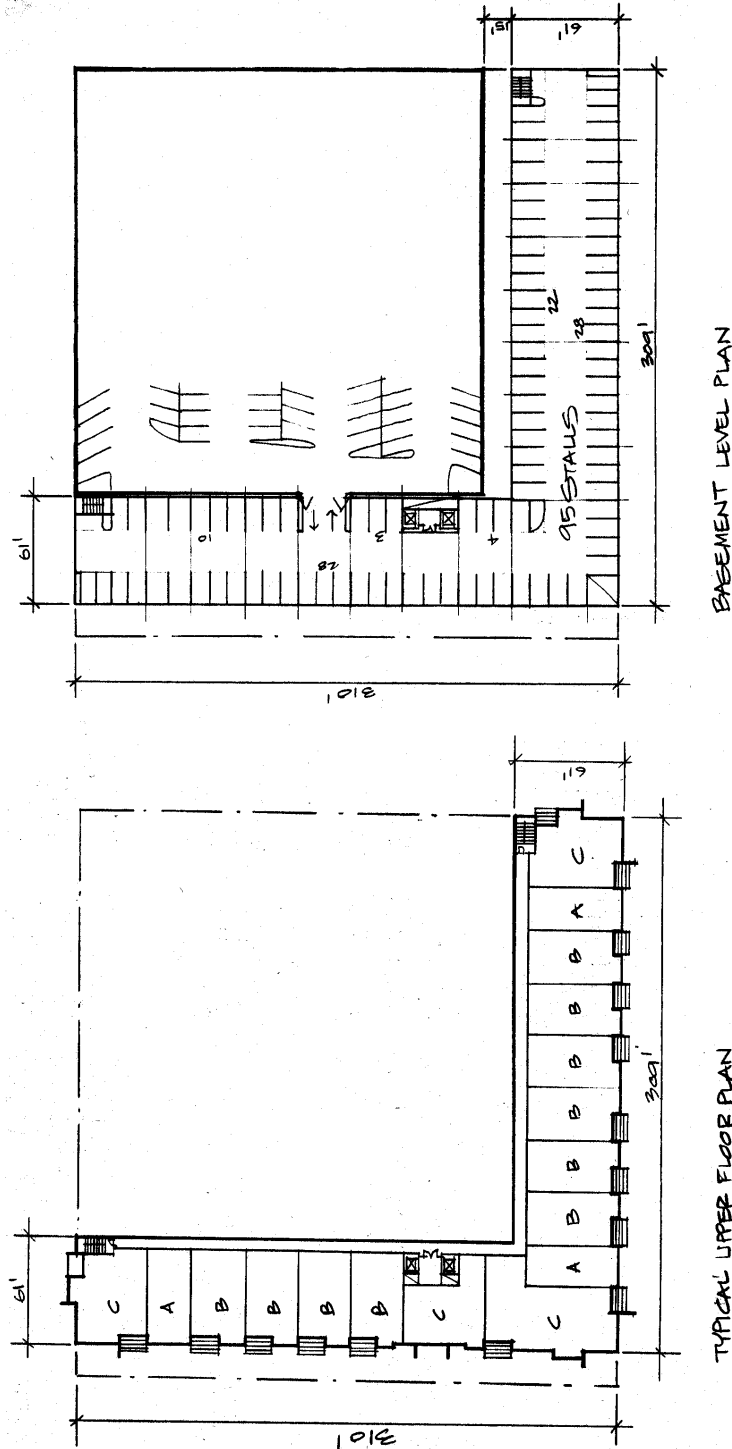 BASEMENT LEVEL PLAN
61'
310'
15'
61'
309'
10
28
3
4
22
28
95 STALLS
TYPICAL UPPER FLOOR PLAN
61'
310'
61'
309'
C
A
B
B
B
B
C
C
A
B
B
B
B
B
B
A
C